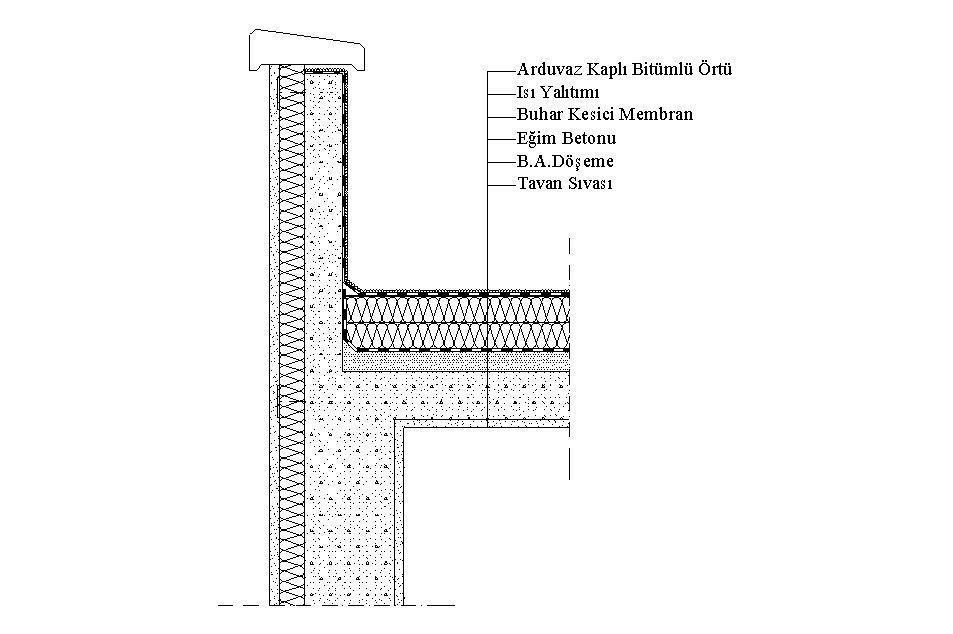 Arduvaz Kaplı Bitümlü Örtü
Isı Yalıtımı
Buhar Kesici Membran
Eğim Betonu
B.A.Döşeme
Tavan Sıvası